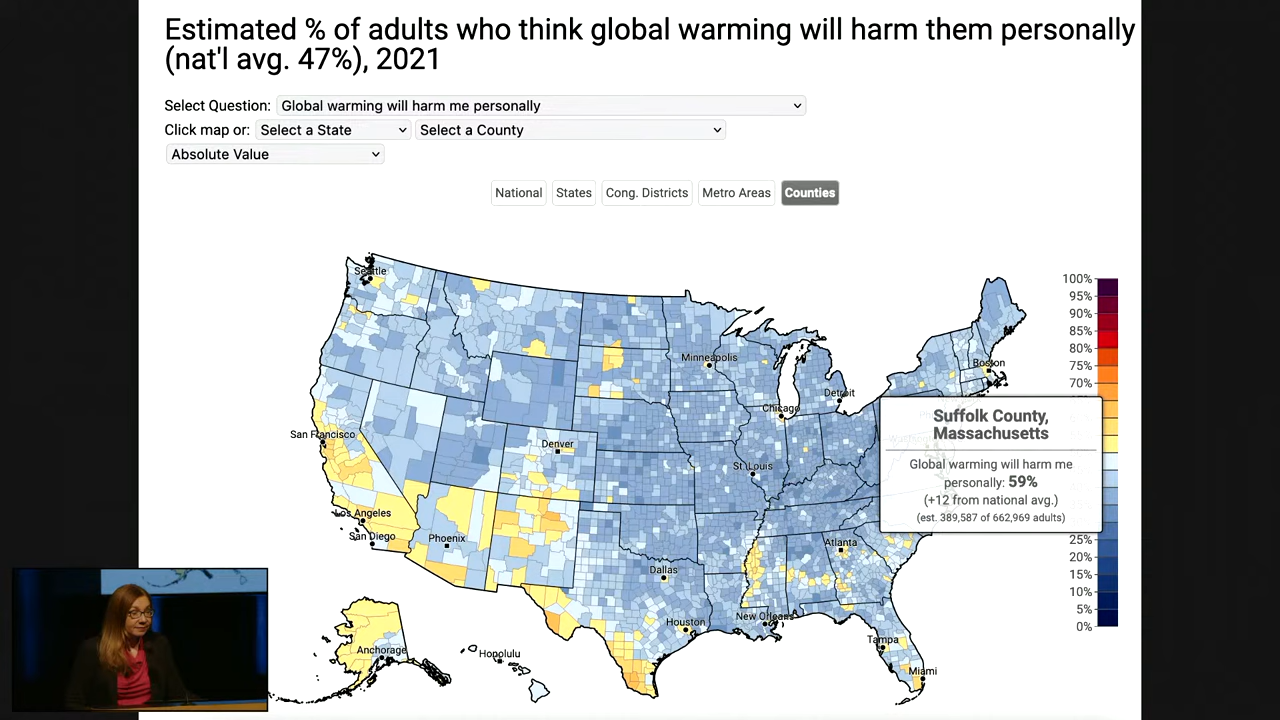 Estimated % of adults who think global warming will harm them personally
(nat'l avg. 47%), 2021
Select Question: Global warming will harm me personally
Click map or: Select a State Select a County
Absolute Value
National States Cong. Districts Metro Areas Counties
Seattle
Minneapolis
Boston
Detroit
Chicago
San Francisco
Denver
St. Louis
Los Angeles
San Diego
Phoenix
Atlanta
Dallas
Houston
New Orleans
Tampa
Miami
Anchorage
Honolulu
Suffolk County,
Massachusetts
Global warming will harm me
personally: 59%
(+12 from national avg.)
(est. 389,587 of 662,969 adults)
100%
95%
90%
85%
80%
75%
70%
25%
20%
15%
10%
5%
0%